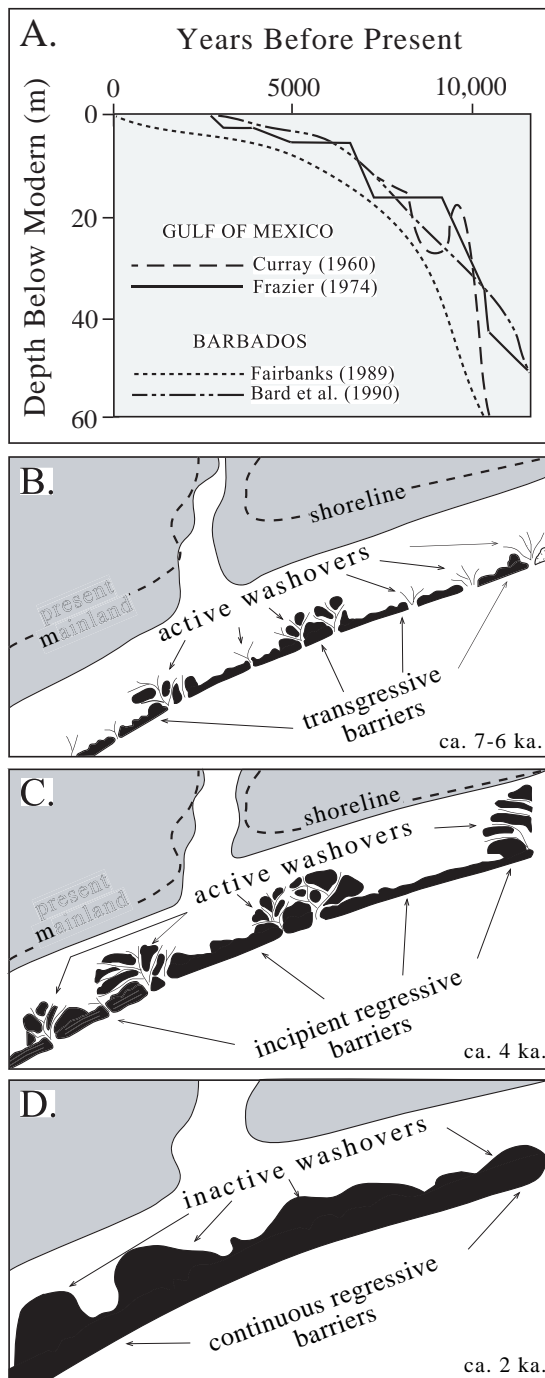 A.
Years Before Present
0 5000 10,000
Depth Below Modern (m)
0
20
40
60
GULF OF MEXICO
Curray (1960)
Frazier (1974)
BARBADOS
Fairbanks (1989)
Bard et al. (1990)
B.
shoreline
present
mainland
active washovers
transgressive
barriers
ca. 7-6 ka.
C.
shoreline
present
mainland
active washovers
incipient regressive
barriers
ca. 4 ka.
D.
inactive washovers
continuous regressive
barriers
ca. 2 ka.